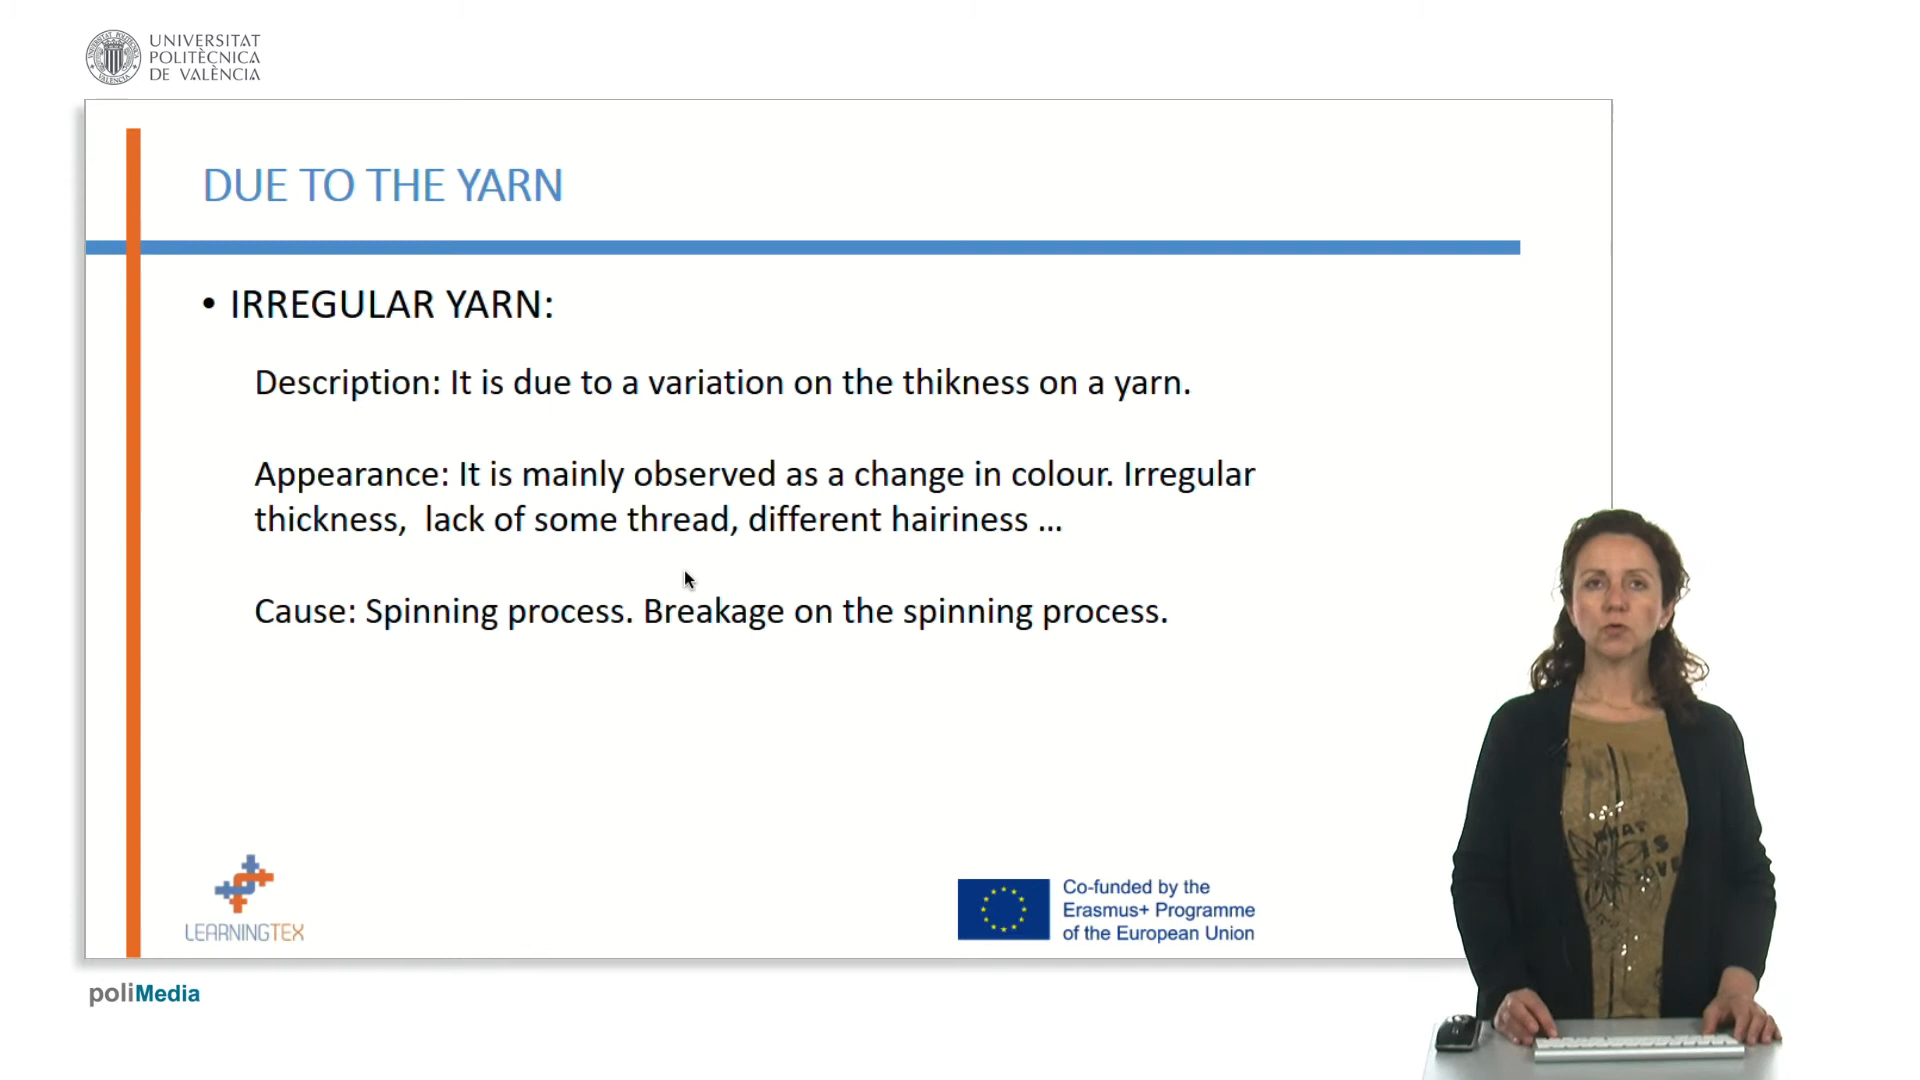 UNIVERSITAT
POLITÈCNICA
DE VALÈNCIA
DUE TO THE YARN
• IRREGULAR YARN:
Description: It is due to a variation on the thikness on a yarn.
Appearance: It is mainly observed as a change in colour. Irregular
thickness, lack of some thread, different hairiness ...
Cause: Spinning process. Breakage on the spinning process.
LEARNINGTEX
Co-funded by the
Erasmus+ Programme
of the European Union
poliMedia
WHAT
IS